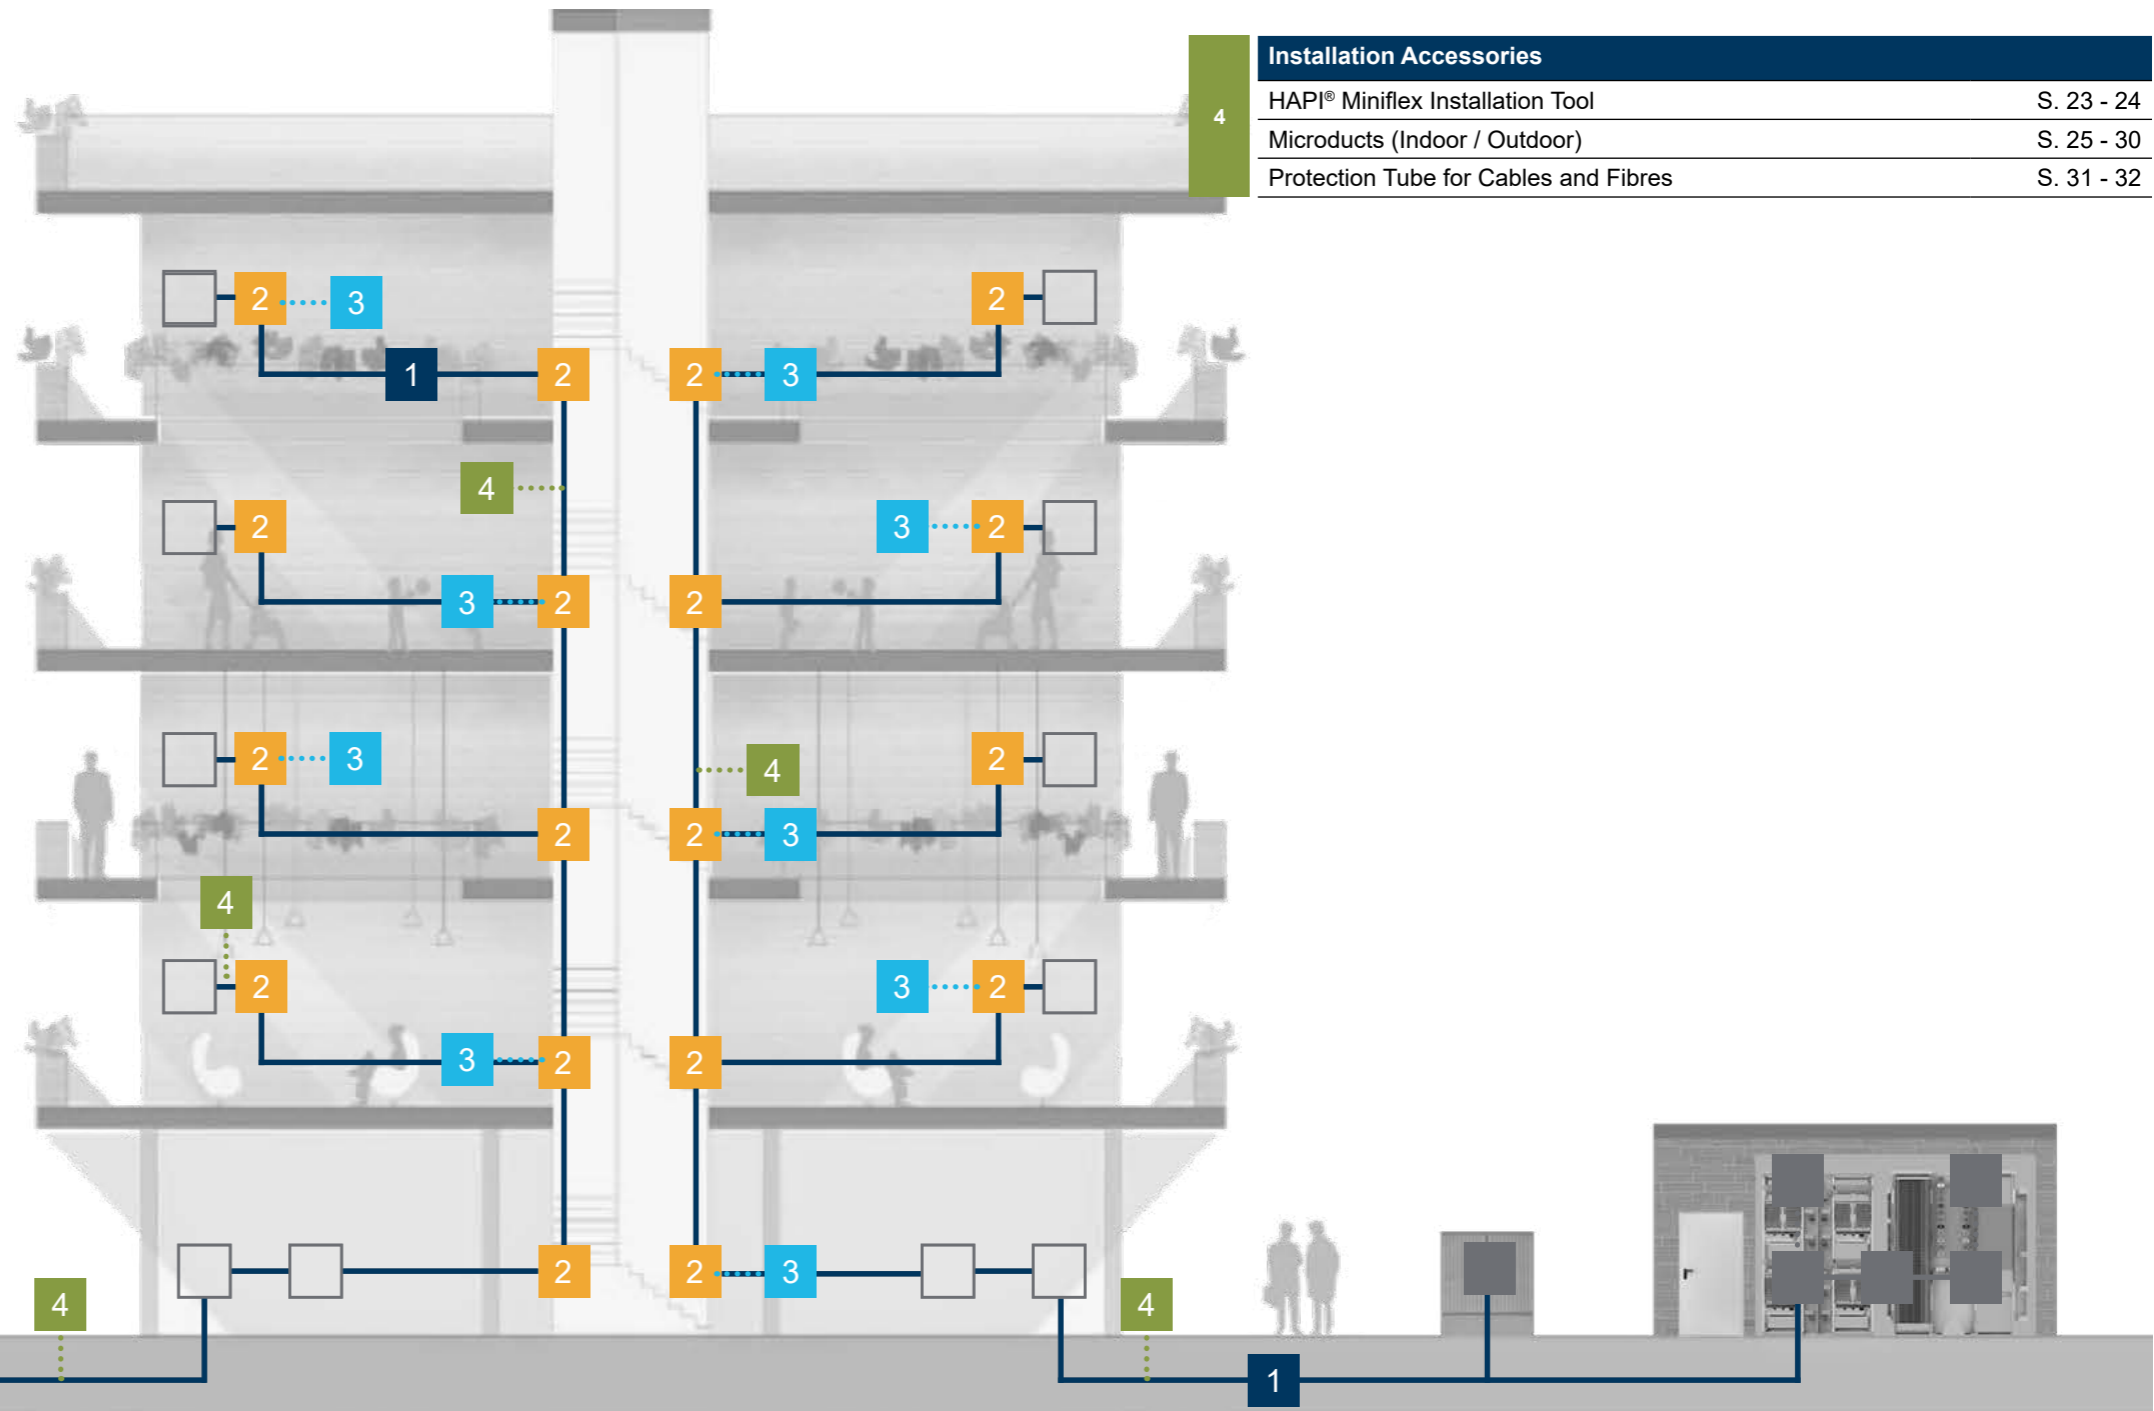 Installation Accessories
4
HAPI® Miniflex Installation Tool S. 23 - 24
Microducts (Indoor / Outdoor) S. 25 - 30
Protection Tube for Cables and Fibres S. 31 - 32
2 3 2
1 2 2 3
4
2 3 2
3 2 2
2 3 4 2
2 2 3
4
2 3 2
3 2 2
2 2 3
4 4
1